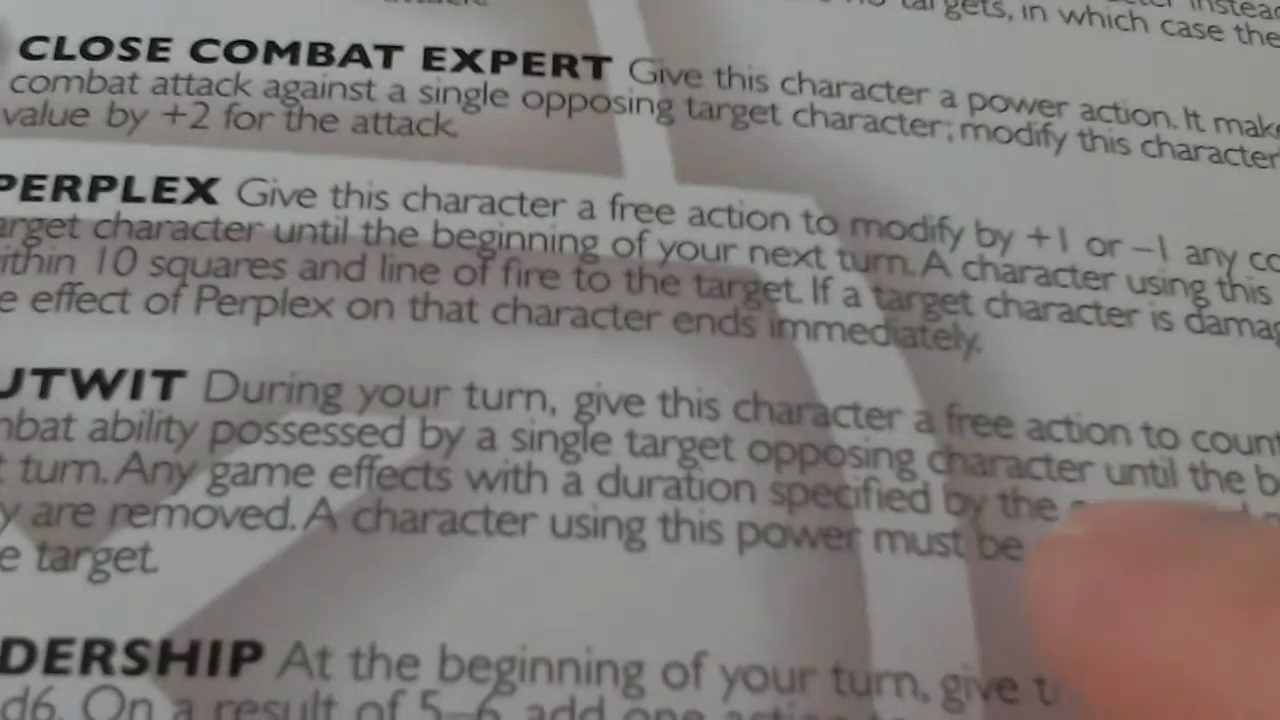 instead
targets, in which case the
CLOSE COMBAT EXPERT Give this character a power action. It mak
combat attack against a single opposing target character; modify this character
value by +2 for the attack.
PERPLEX Give this character a free action to modify by +1 or –1 any co
arget character until the beginning of your next turn. A character using this
ithin 10 squares and line of fire to the target. If a target character is damag
e effect of Perplex on that character ends immediately.
UTWIT During your turn, give this character a free action to count
mbat ability possessed by a single target opposing character until the b
t turn. Any game effects with a duration specified by the
y are removed. A character using this power must be
e target.
DERSHIP At the beginning of your turn, give t
d6. On a result of 5–6, add one action